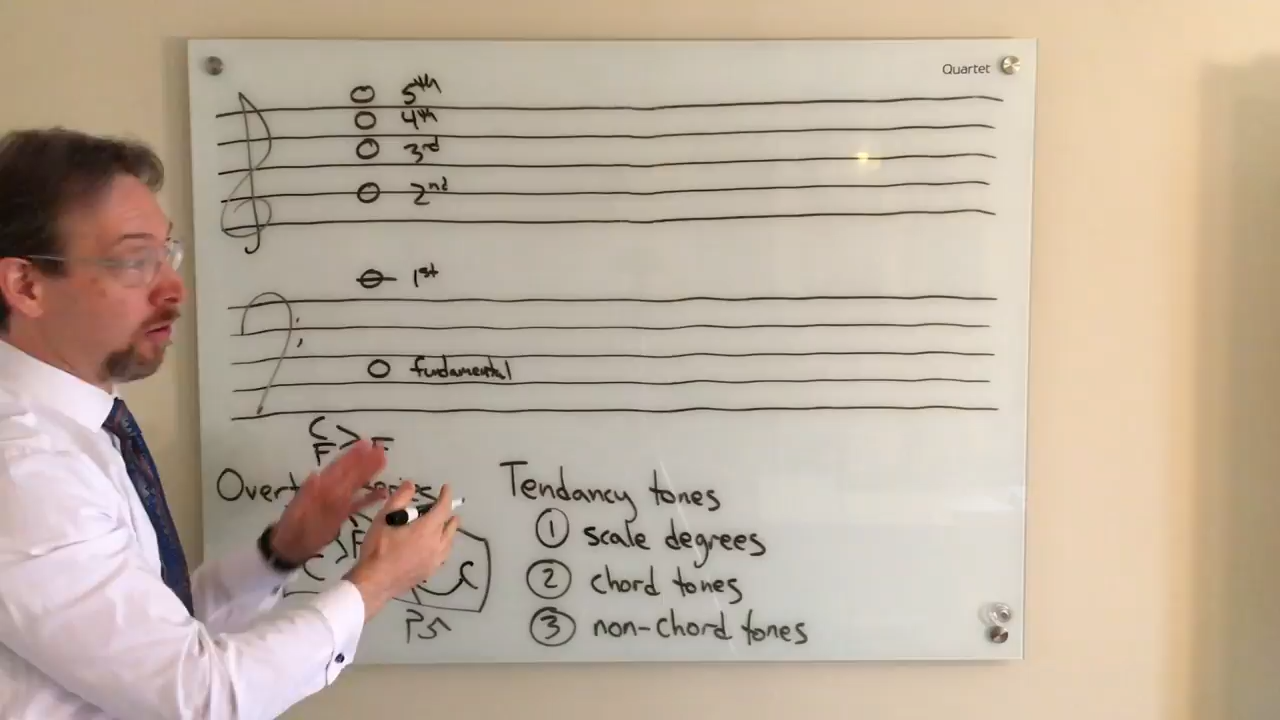 Quartet
5th
4th
3rd
2nd
1st
fundamental
C
F > F
Tendancy tones
① scale degrees
② chord tones
③ non-chord tones
C > F
C
P5